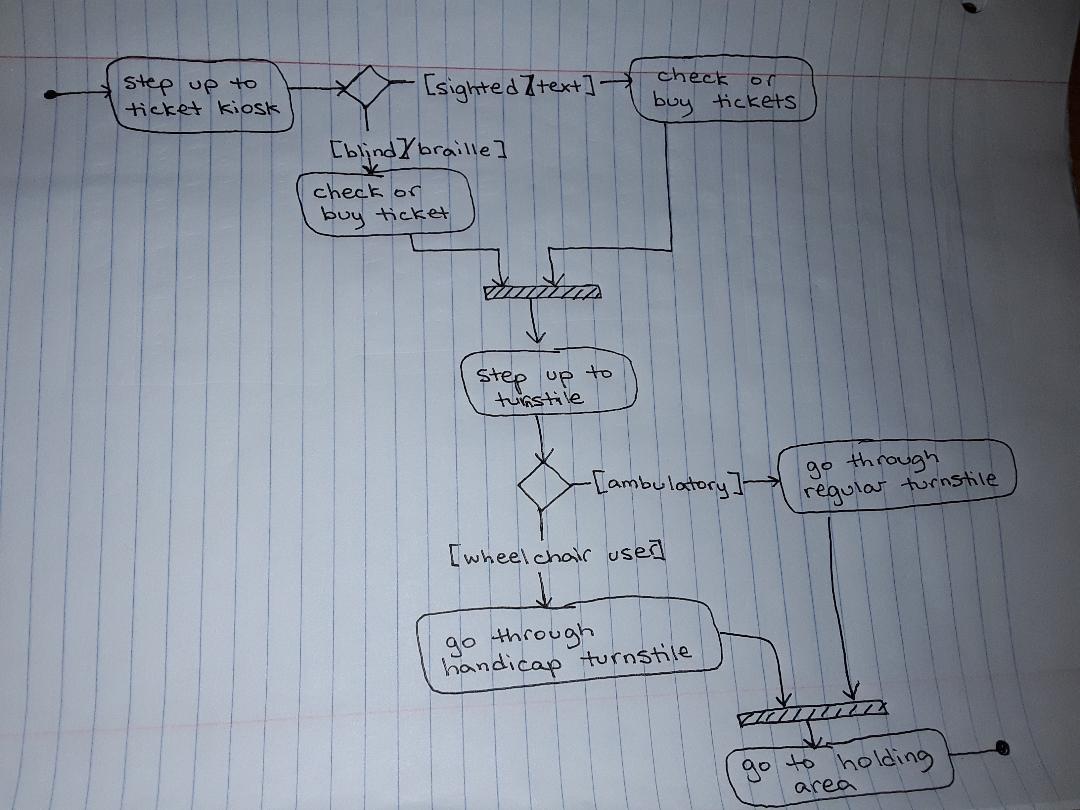 step up to
ticket kiosk
[sighted]/text]
check or
buy tickets
[blind]/braille]
check or
buy ticket
step up to
turnstile
[ambulatory]
go through
regular turnstile
[wheelchair user]
go through
handicap turnstile
go to holding
area